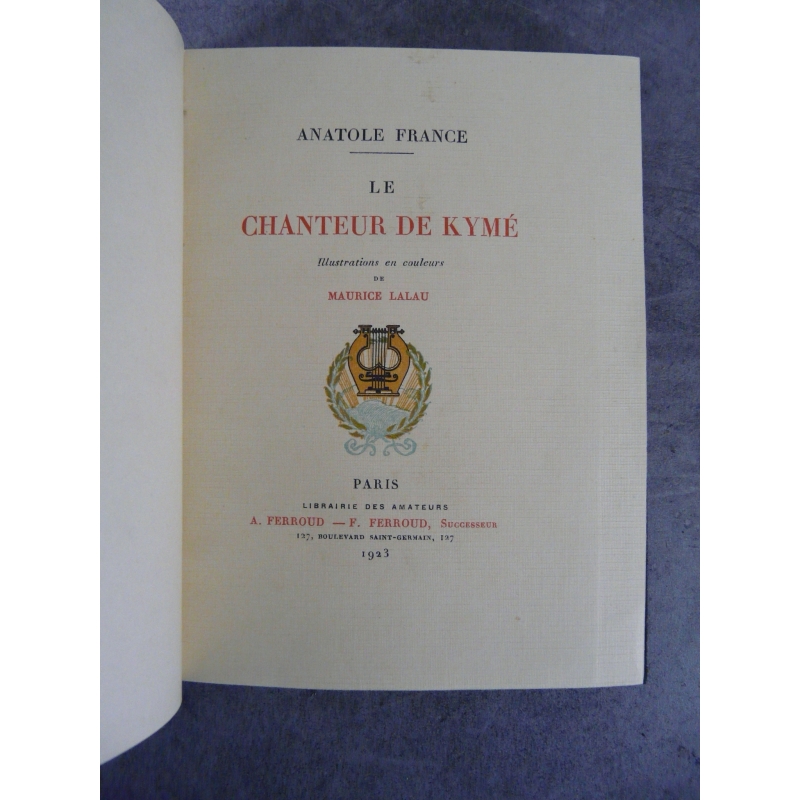 ANATOLE FRANCE
LE
CHANTEUR DE KYMÉ
Illustrations en couleurs
DE
MAURICE LALAU
PARIS
LIBRAIRIE DES AMATEURS
A. FERROUD — F. FERROUD, Successeur
127, BOULEVARD SAINT-GERMAIN, 127
1923